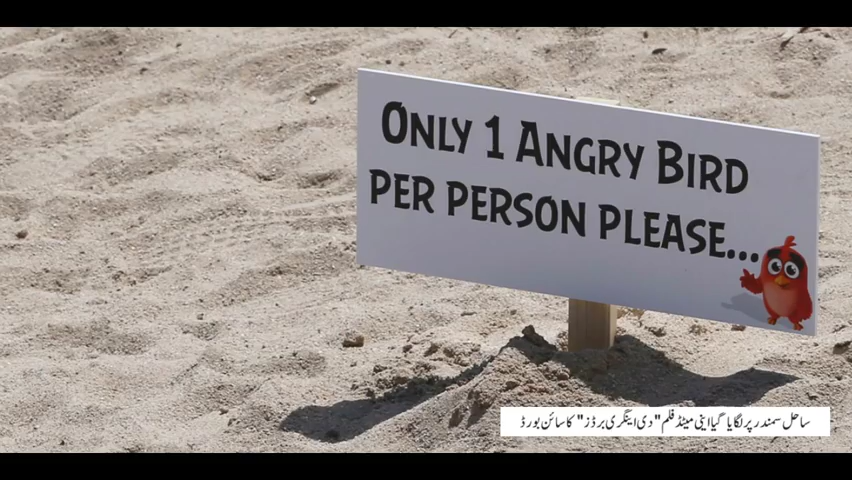 ONLY 1 ANGRY BIRD
PER PERSON PLEASE...
ساحل سمندر پر لگایا گیا اینی میٹڈ فلم "دی اینگری برڈز" کا سائن بورڈ